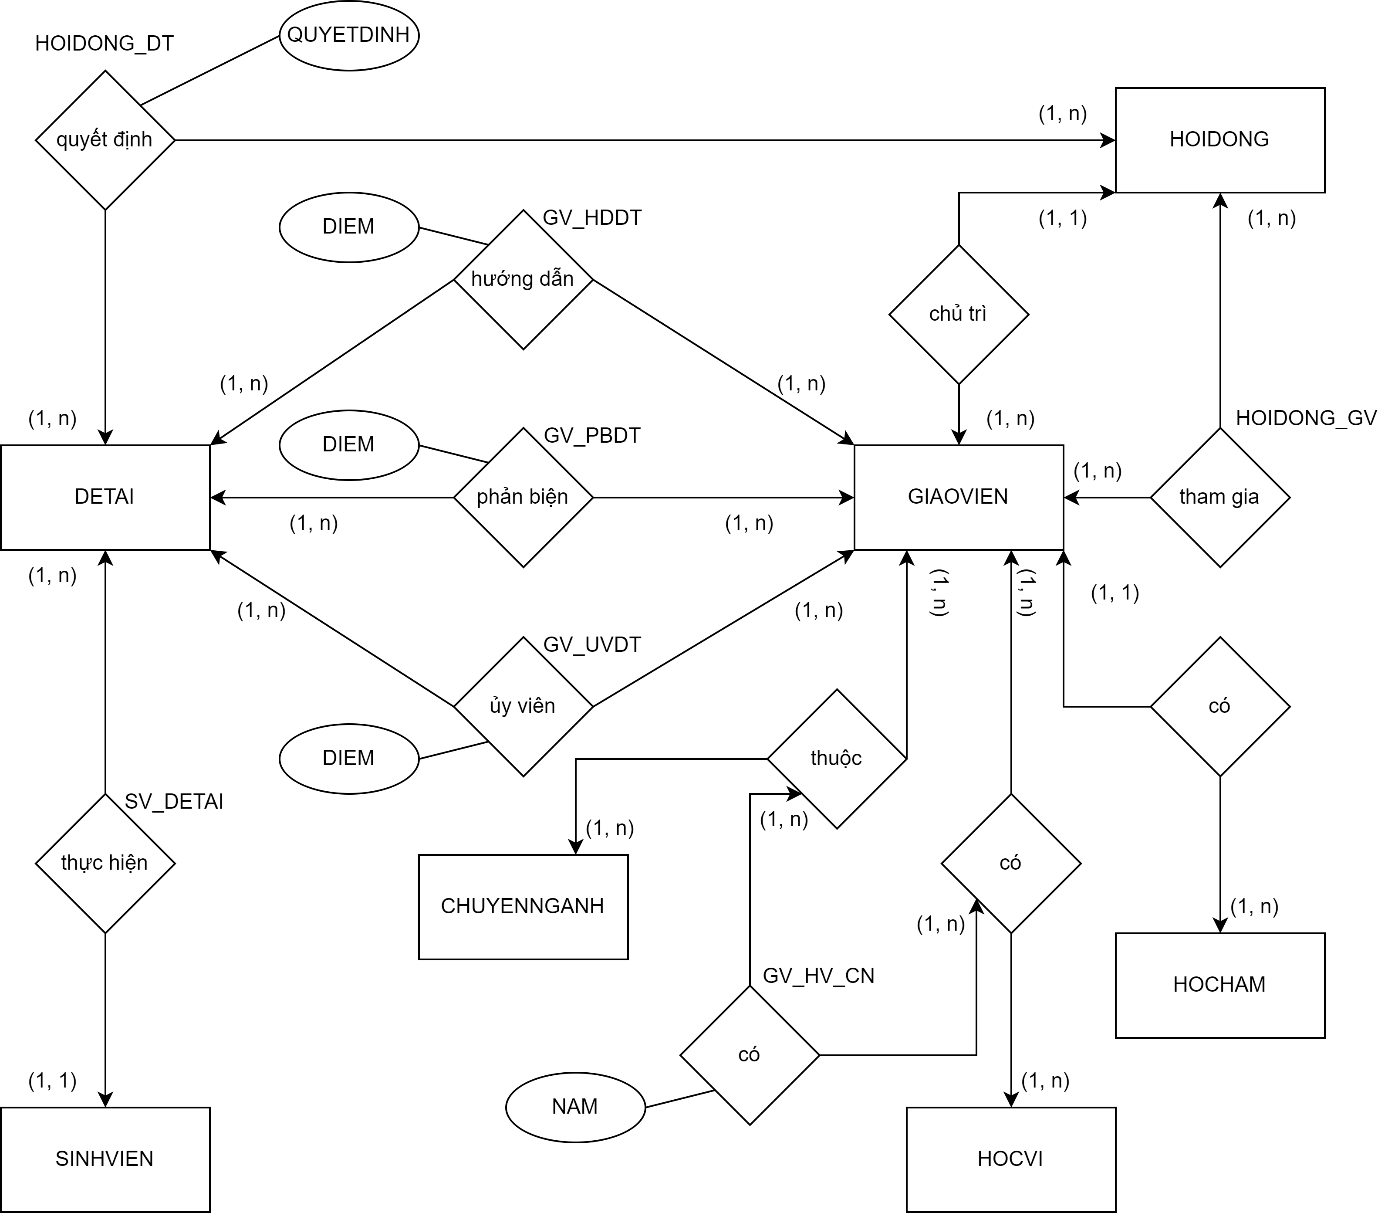 QUYETDINH
HOIDONG_DT
(1, n)
quyết định
HOIDONG
DIEM
GV_HDDT
(1, 1)
(1, n)
hướng dẫn
chủ trì
(1, n)
(1, n)
(1, n)
(1, n)
HOIDONG_GV
DIEM
GV_PBDT
(1, n)
DETAI
phản biện
GIAOVIEN
tham gia
(1, n)
(1, n)
(1, n)
(1, n)
(1, n)
(1, 1)
(1, n)
(1, n)
GV_UVDT
ủy viên
có
DIEM
thuộc
SV_DETAI
(1, n)
(1, n)
thực hiện
có
CHUYENNGANH
(1, n)
(1, n)
GV_HV_CN
HOCHAM
có
(1, 1)
(1, n)
NAM
SINHVIEN
HOCVI